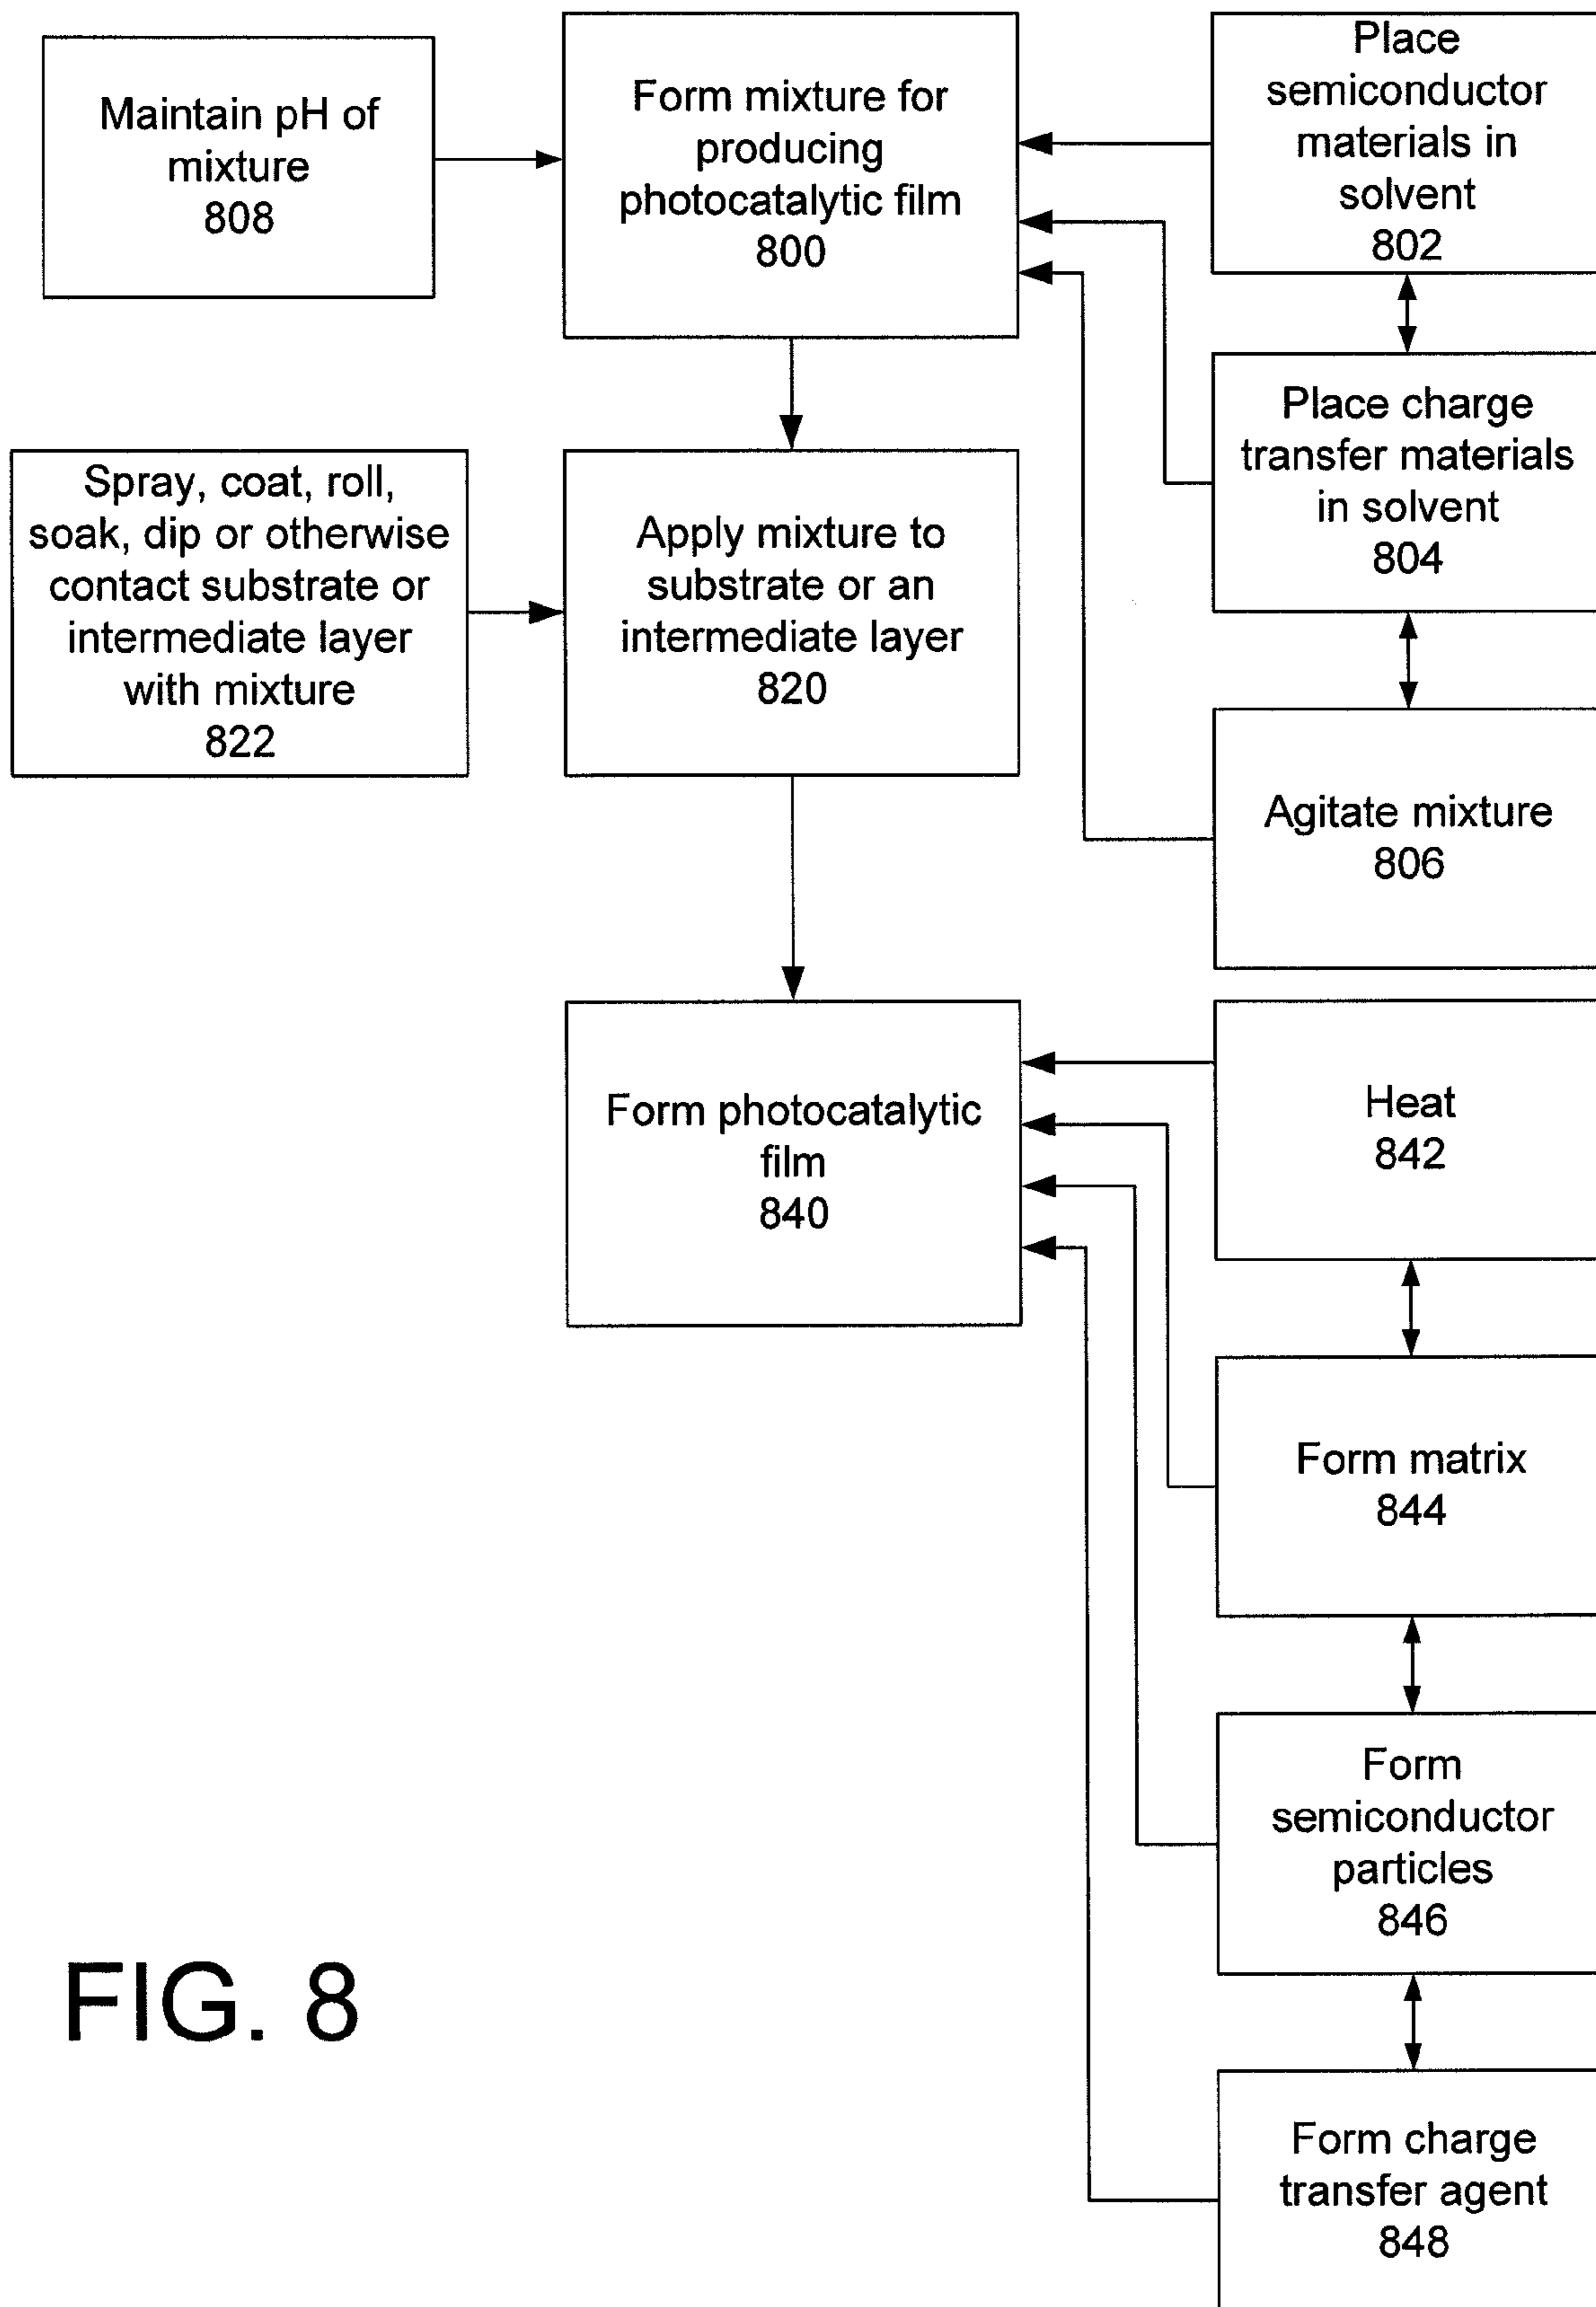 Maintain pH of
mixture
808
Form mixture for
producing
photocatalytic film
800
Place
semiconductor
materials in
solvent
802
Place charge
transfer materials
in solvent
804
Spray, coat, roll,
soak, dip or otherwise
contact substrate or
intermediate layer
with mixture
822
Apply mixture to
substrate or an
intermediate layer
820
Agitate mixture
806
Form photocatalytic
film
840
Heat
842
Form matrix
844
Form
semiconductor
particles
846
Form charge
transfer agent
848
FIG. 8